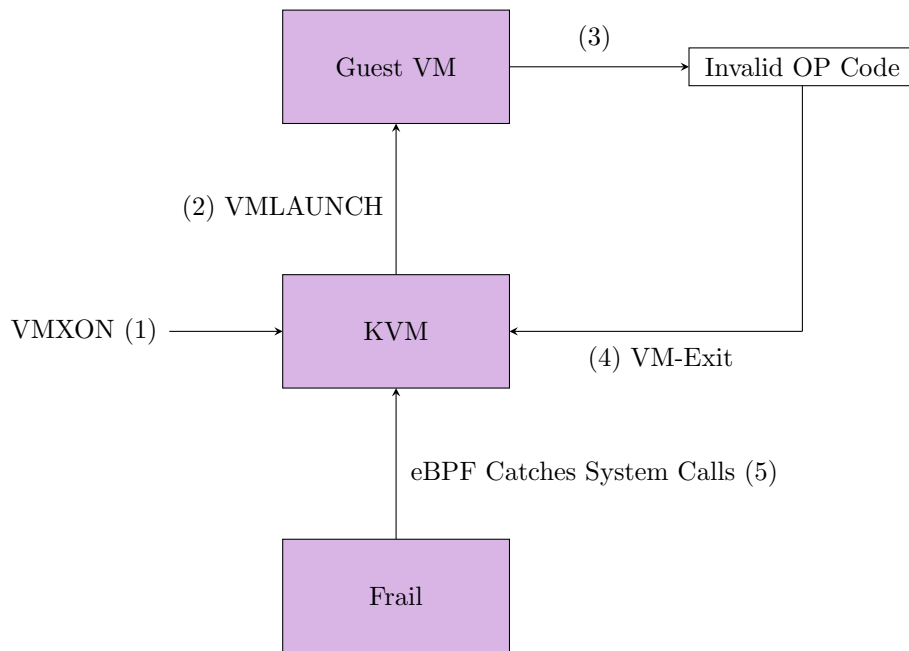 (3)
Guest VM
Invalid OP Code
(2) VMLAUNCH
VMXON (1)
KVM
(4) VM-Exit
eBPF Catches System Calls (5)
Frail